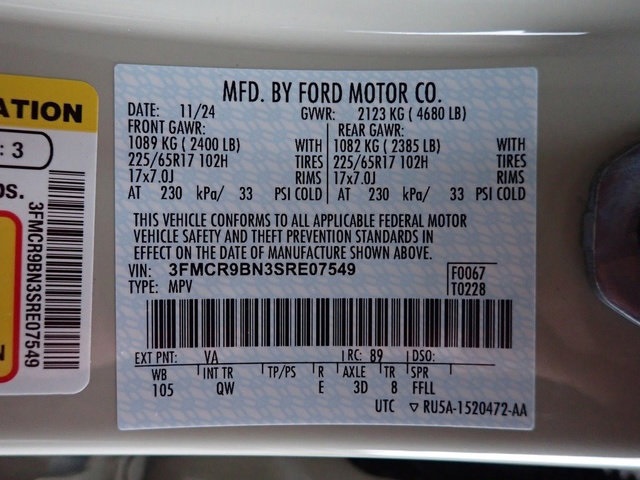 MFD. BY FORD MOTOR CO.
DATE: 11/24 GVWR: 2123 KG ( 4680 LB)
FRONT GAWR: REAR GAWR:
1089 KG ( 2400 LB) WITH 1082 KG ( 2385 LB) WITH
225/65R17 102H TIRES 225/65R17 102H TIRES
17x7.0J RIMS 17x7.0J RIMS
AT 230 kPa/ 33 PSI COLD AT 230 kPa/ 33 PSI COLD
THIS VEHICLE CONFORMS TO ALL APPLICABLE FEDERAL MOTOR
VEHICLE SAFETY AND THEFT PREVENTION STANDARDS IN
EFFECT ON THE DATE OF MANUFACTURE SHOWN ABOVE.
VIN: 3FMCR9BN3SRE07549 F0067
TYPE: MPV T0228
EXT PNT: VA RC: 89 DSO:
WB INT TR TP/PS R AXLE TR SPR
105 QW E 3D 8 FFLL
UTC ▽ RU5A-1520472-AA
ATION
: 3
os.
3FMCR9BN3SRE07549
N